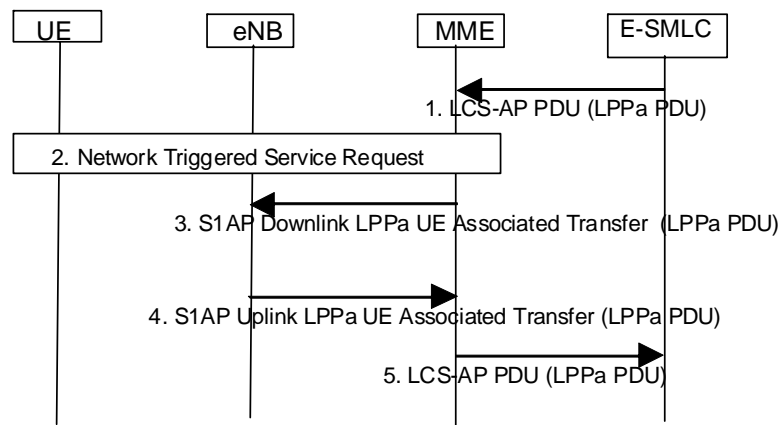 UE eNB MME E-SMLC
1. LCS-AP PDU (LPPa PDU)
2. Network Triggered Service Request
3. S1AP Downlink LPPa UE Associated Transfer (LPPa PDU)
4. S1AP Uplink LPPa UE Associated Transfer (LPPa PDU)
5. LCS-AP PDU (LPPa PDU)